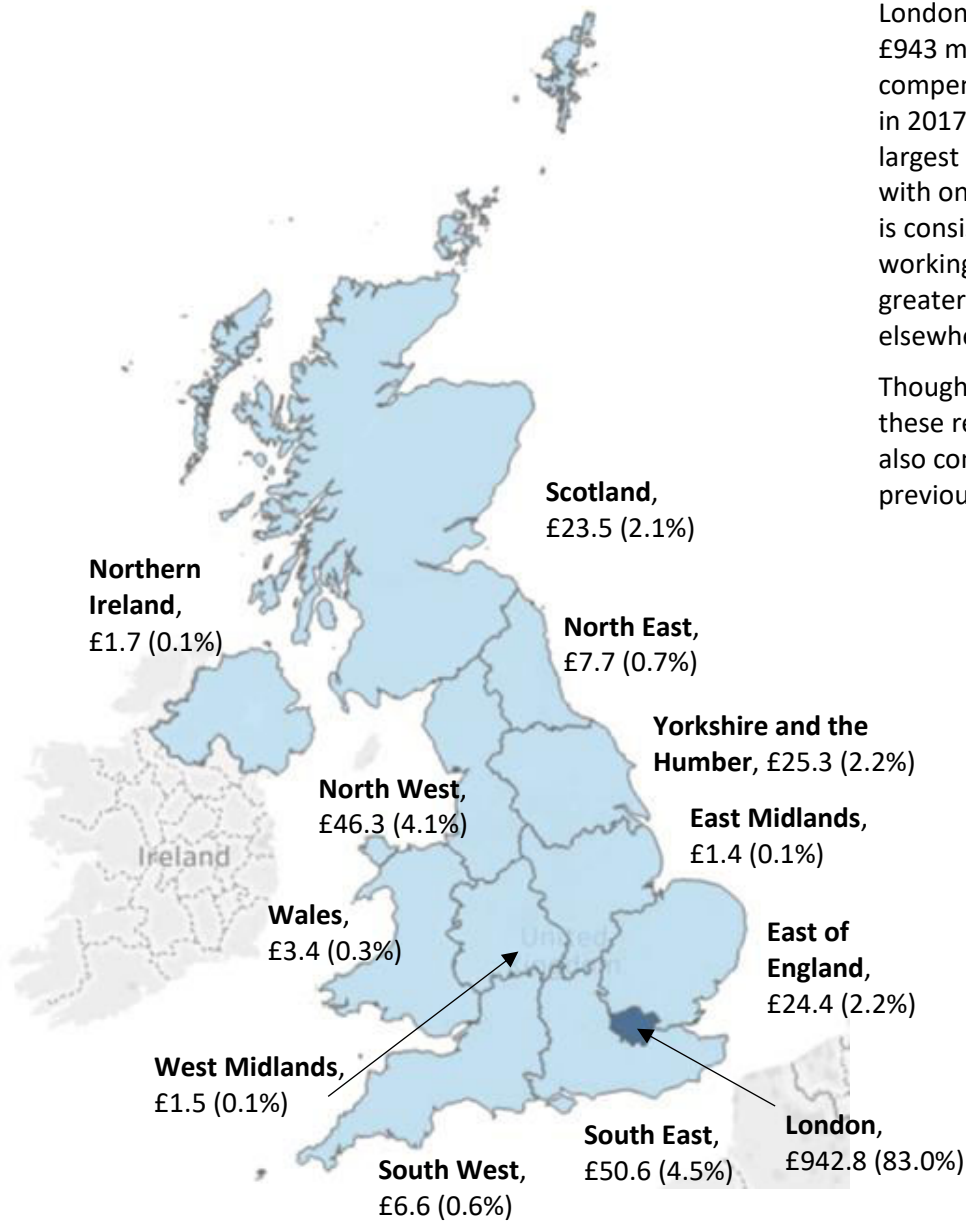 London
£943 m
in 2017
largest
with on
is consi
working
greater
elsewhe
Though
these re
also
previou
Scotland,
£23.5 (2.1%)
Northern
Ireland,
£1.7 (0.1%)
North East,
£7.7 (0.7%)
Yorkshire and the
Humber, £25.3 (2.2%)
North West,
£46.3 (4.1%)
East Midlands,
£1.4 (0.1%)
Ireland
Wales,
£3.4 (0.3%)
United
East of
England,
£24.4 (2.2%)
West Midlands,
£1.5 (0.1%)
South East,
£50.6 (4.5%)
London,
£942.8 (83.0%)
South West,
£6.6 (0.6%)